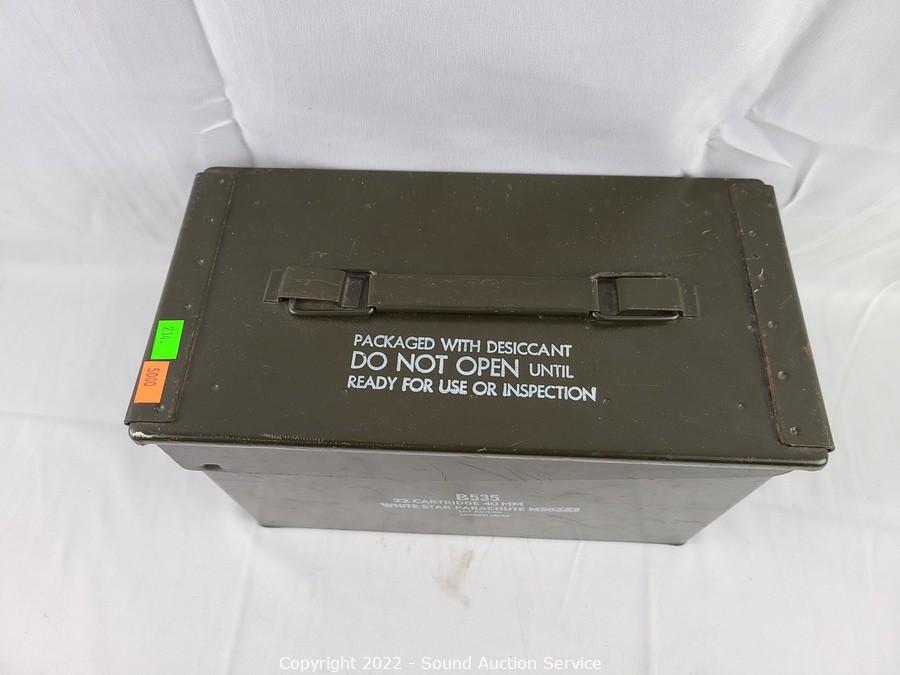 PACKAGED WITH DESICCANT
DO NOT OPEN UNTIL
READY FOR USE OR INSPECTION
214.
5000
B535
22 CARTRIDGE 40 MM
WHITE STAR PARACHUTE
Copyright 2022 - Sound Auction Service